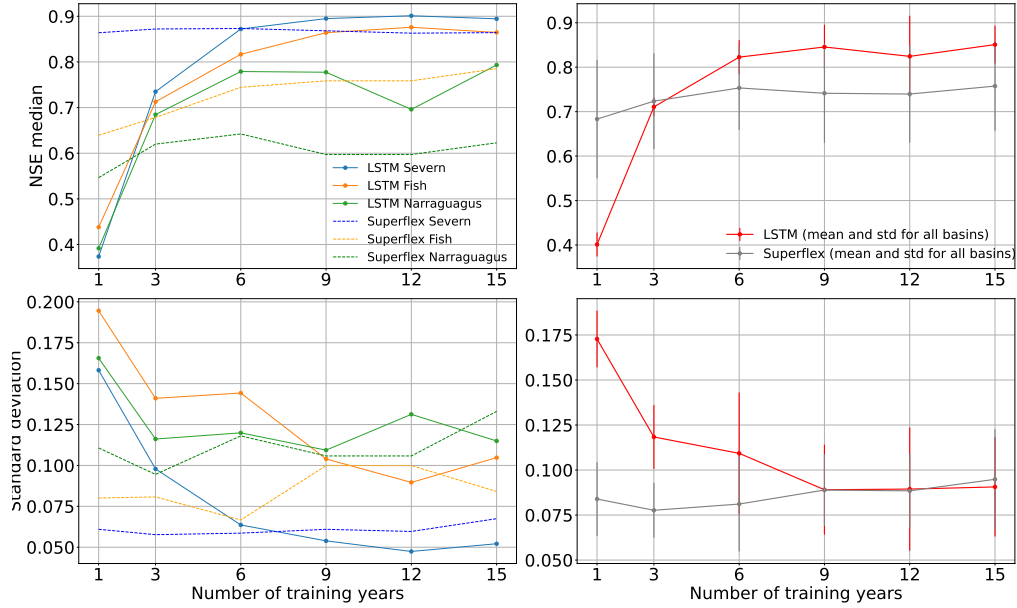 0.9
0.8
0.7
0.6
0.5
0.4
NSE median
LSTM Severn
LSTM Fish
LSTM Narraguagus
Superflex Severn
Superflex Fish
Superflex Narraguagus
1 3 6 9 12 15
0.9
0.8
0.7
0.6
0.5
0.4
LSTM (mean and std for all basins)
Superflex (mean and std for all basins)
1 3 6 9 12 15
0.200
0.175
0.150
0.125
0.100
0.075
0.050
Standard deviation
1 3 6 9 12 15
Number of training years
0.175
0.150
0.125
0.100
0.075
0.050
1 3 6 9 12 15
Number of training years